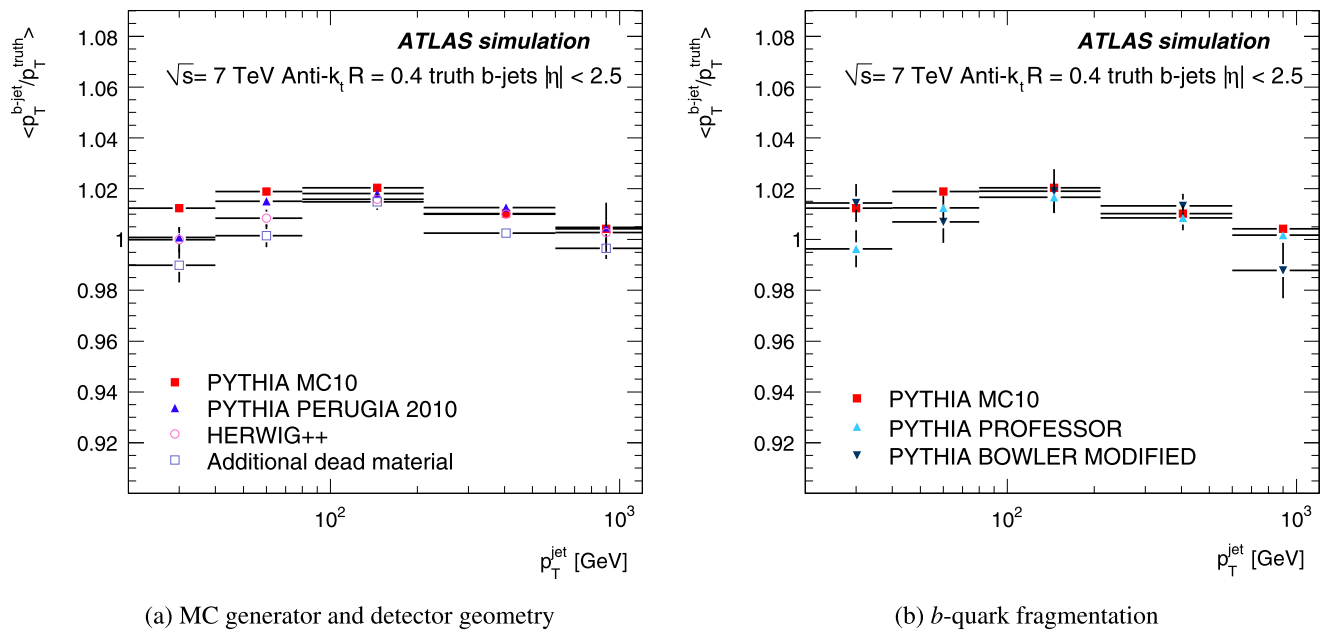 <p_T^b-jet/p_T^truth>
1.08
1.06
1.04
1.02
1
0.98
0.96
0.94
0.92
ATLAS simulation
√s= 7 TeV Anti-k_t R = 0.4 truth b-jets |η| < 2.5
PYTHIA MC10
PYTHIA PERUGIA 2010
HERWIG++
Additional dead material
10^2
10^3
p_T^jet [GeV]
(a) MC generator and detector geometry
<p_T^b-jet/p_T^truth>
1.08
1.06
1.04
1.02
1
0.98
0.96
0.94
0.92
ATLAS simulation
√s= 7 TeV Anti-k_t R = 0.4 truth b-jets |η| < 2.5
PYTHIA MC10
PYTHIA PROFESSOR
PYTHIA BOWLER MODIFIED
10^2
10^3
p_T^jet [GeV]
(b) b-quark fragmentation